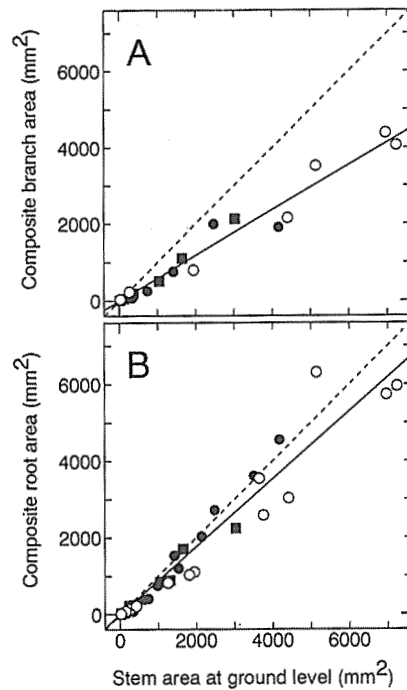 A
Composite branch area (mm²)
6000
4000
2000
0
B
Composite root area (mm²)
6000
4000
2000
0
0 2000 4000 6000
Stem area at ground level (mm²)